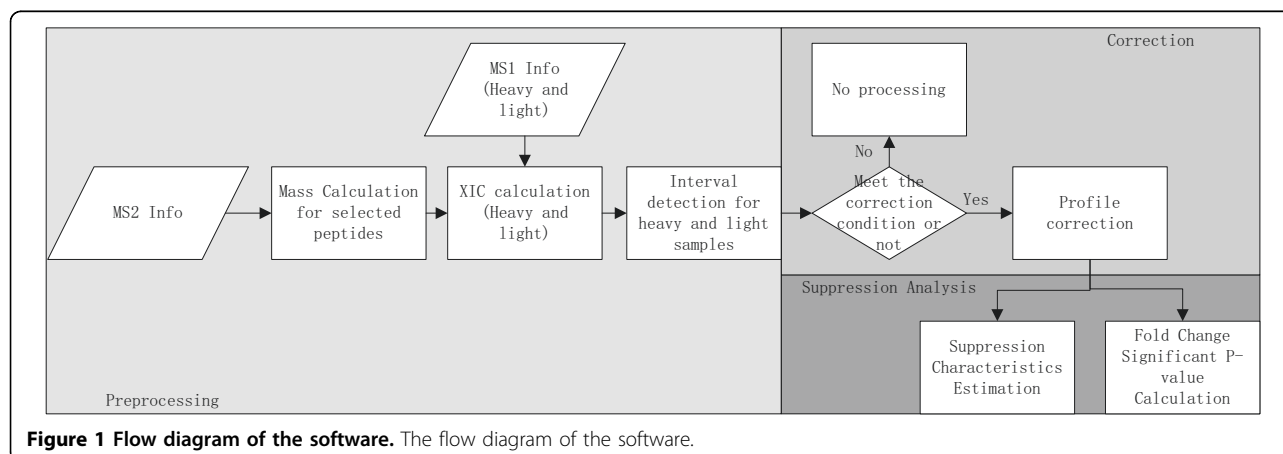 Correction
MS1 Info
(Heavy and
light)
No processing
No
MS2 Info
Mass Calculation
for selected
peptides
XIC calculation
(Heavy and
light)
Interval
detection for
heavy and light
samples
Meet the
correction
condition or
not
Yes
Profile
correction
Suppression Analysis
Suppression
Characteristics
Estimation
Fold Change
Significant P-
value
Calculation
Preprocessing
Figure 1 Flow diagram of the software. The flow diagram of the software.